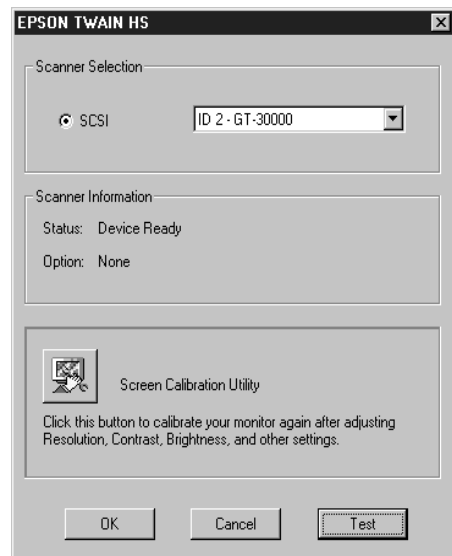 EPSON TWAIN HS
Scanner Selection
SCSI
ID 2 - GT-30000
Scanner Information
Status: Device Ready
Option: None
Screen Calibration Utility
Click this button to calibrate your monitor again after adjusting
Resolution, Contrast, Brightness, and other settings.
OK Cancel Test